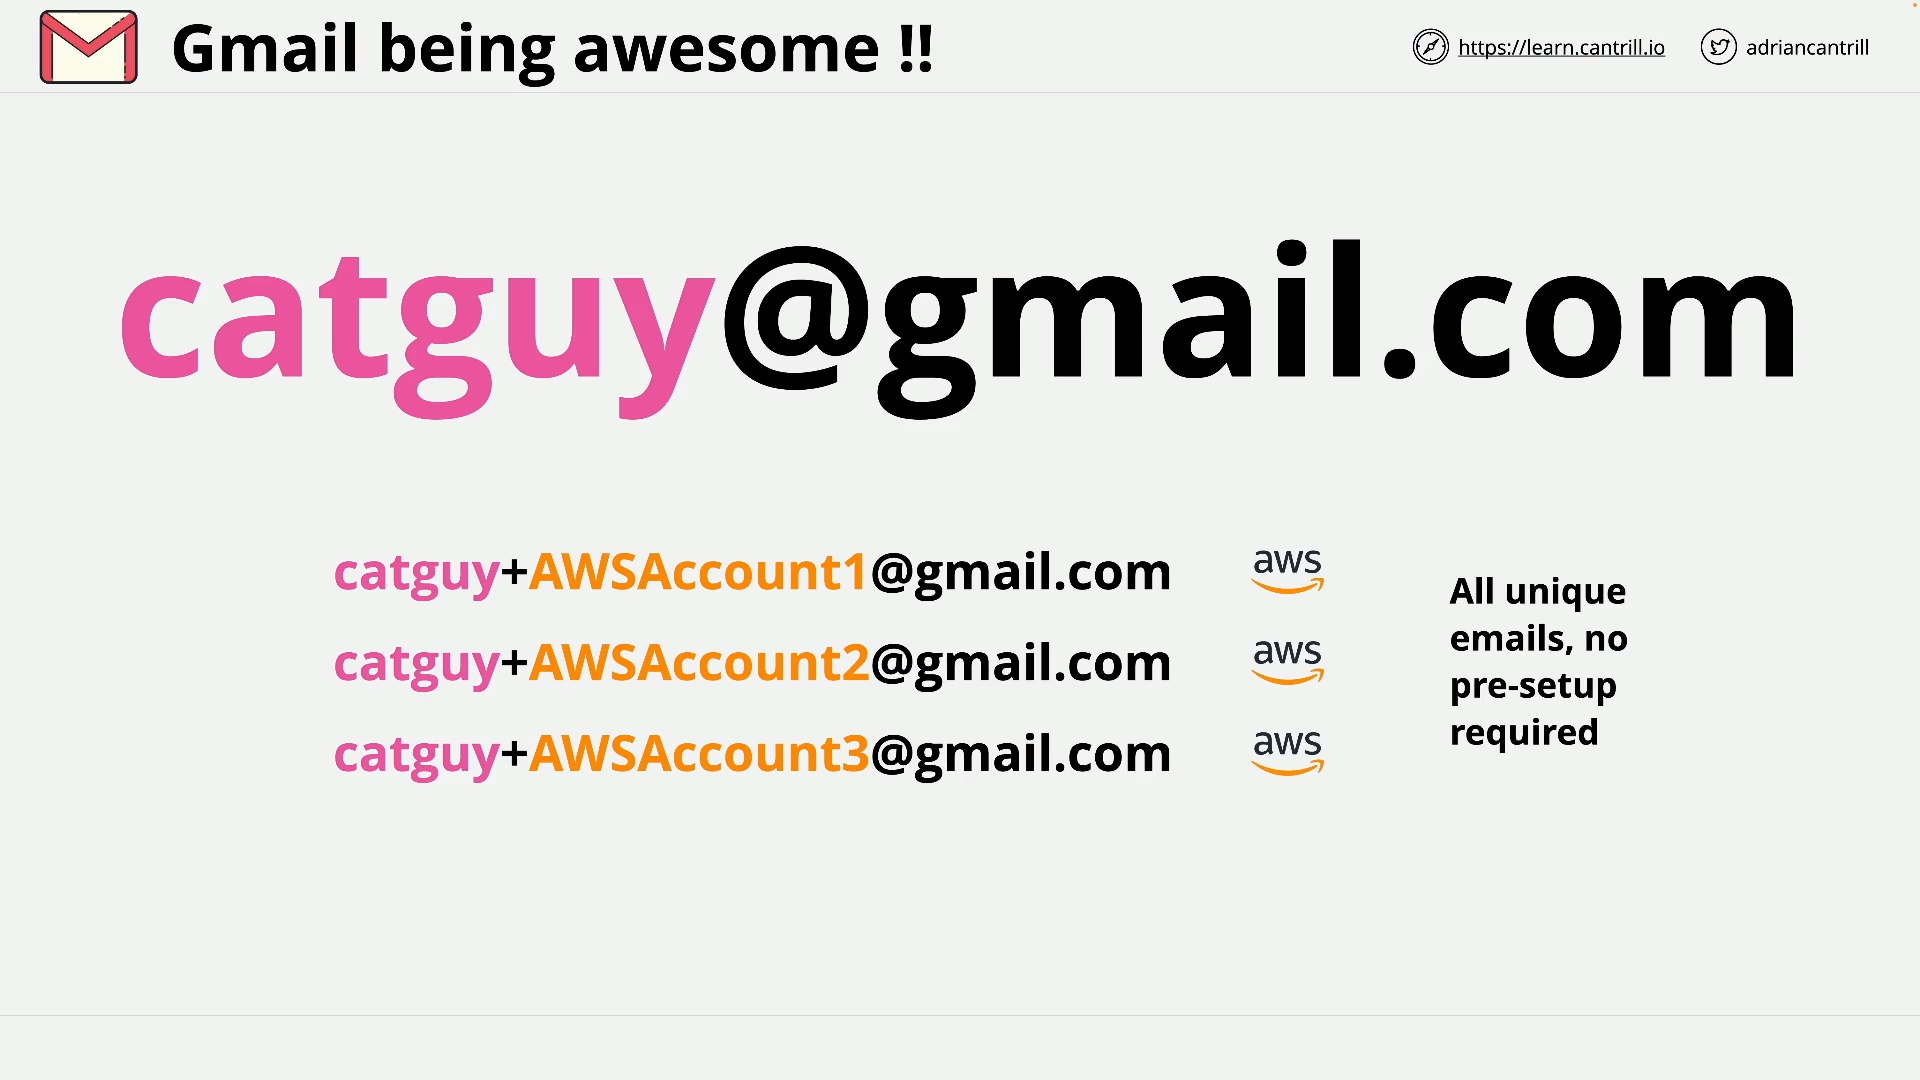 Gmail being awesome !!
https://learn.cantrill.io
adriancantrill
catguy@gmail.com
catguy+AWSAccount1@gmail.com
aws
catguy+AWSAccount2@gmail.com
aws
catguy+AWSAccount3@gmail.com
aws
All unique
emails, no
pre-setup
required